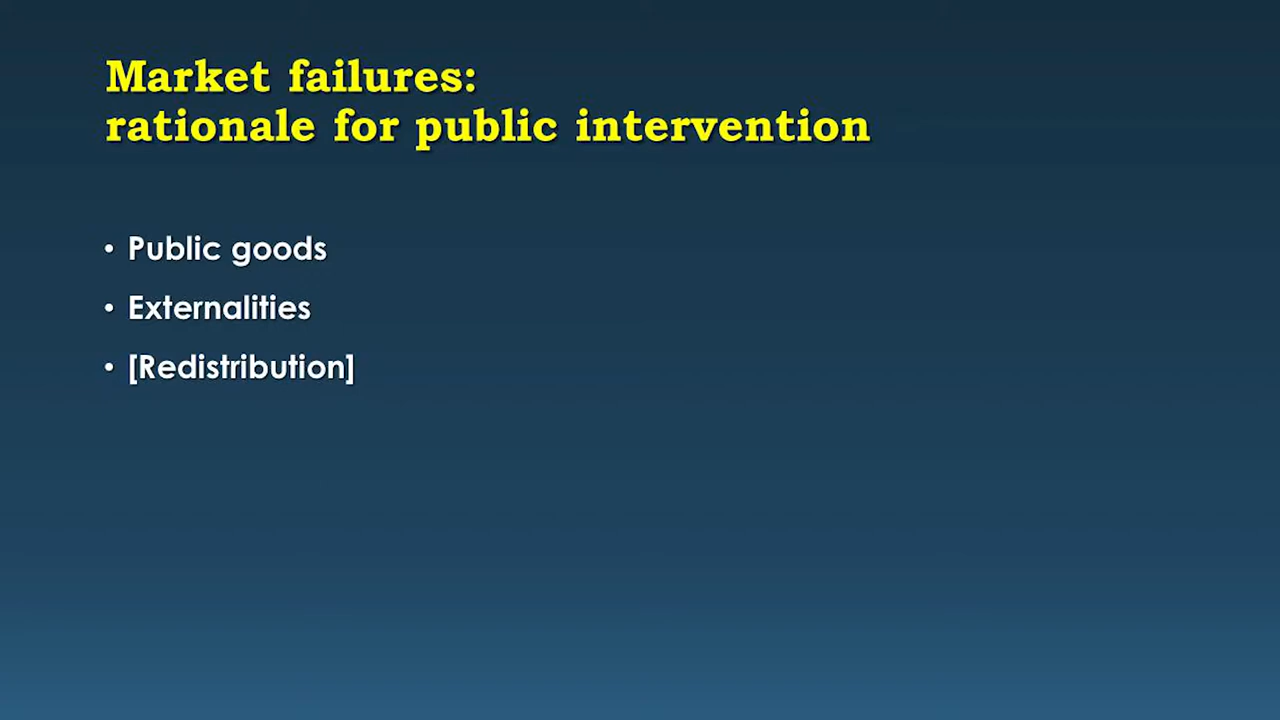 Market failures:
rationale for public intervention
• Public goods
• Externalities
• [Redistribution]